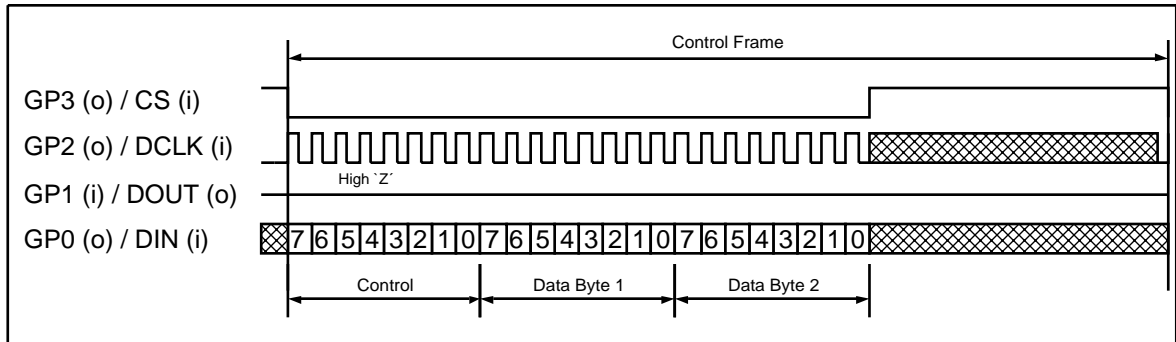 Control Frame
GP3 (o) / CS (i)
GP2 (o) / DCLK (i)
High `Z´
GP1 (i) / DOUT (o)
GP0 (o) / DIN (i)
7 6 5 4 3 2 1 0 7 6 5 4 3 2 1 0 7 6 5 4 3 2 1 0
Control Data Byte 1 Data Byte 2